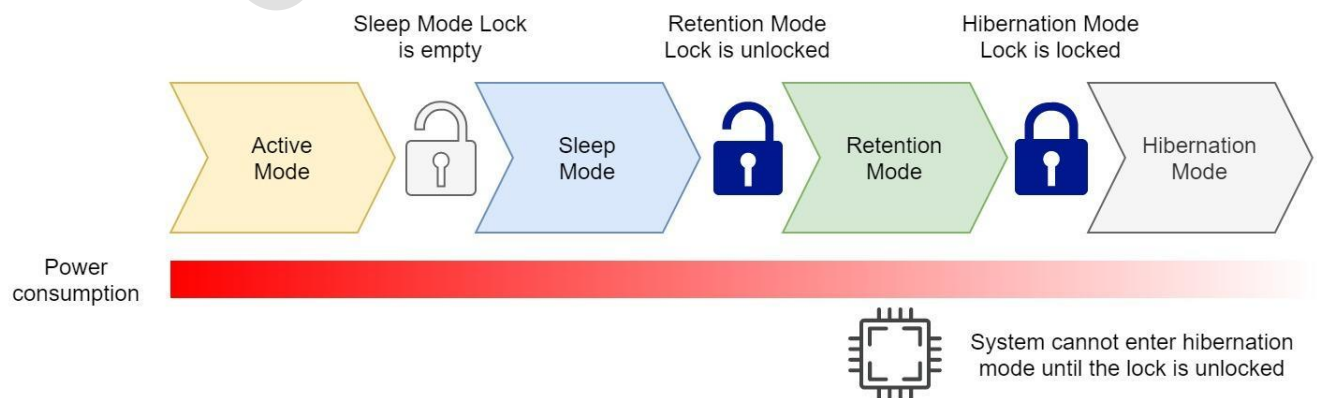 Sleep Mode Lock
is empty
Retention Mode
Lock is unlocked
Hibernation Mode
Lock is locked
Active
Mode
Sleep
Mode
Retention
Mode
Hibernation
Mode
Power
consumption
System cannot enter hibernation
mode until the lock is unlocked